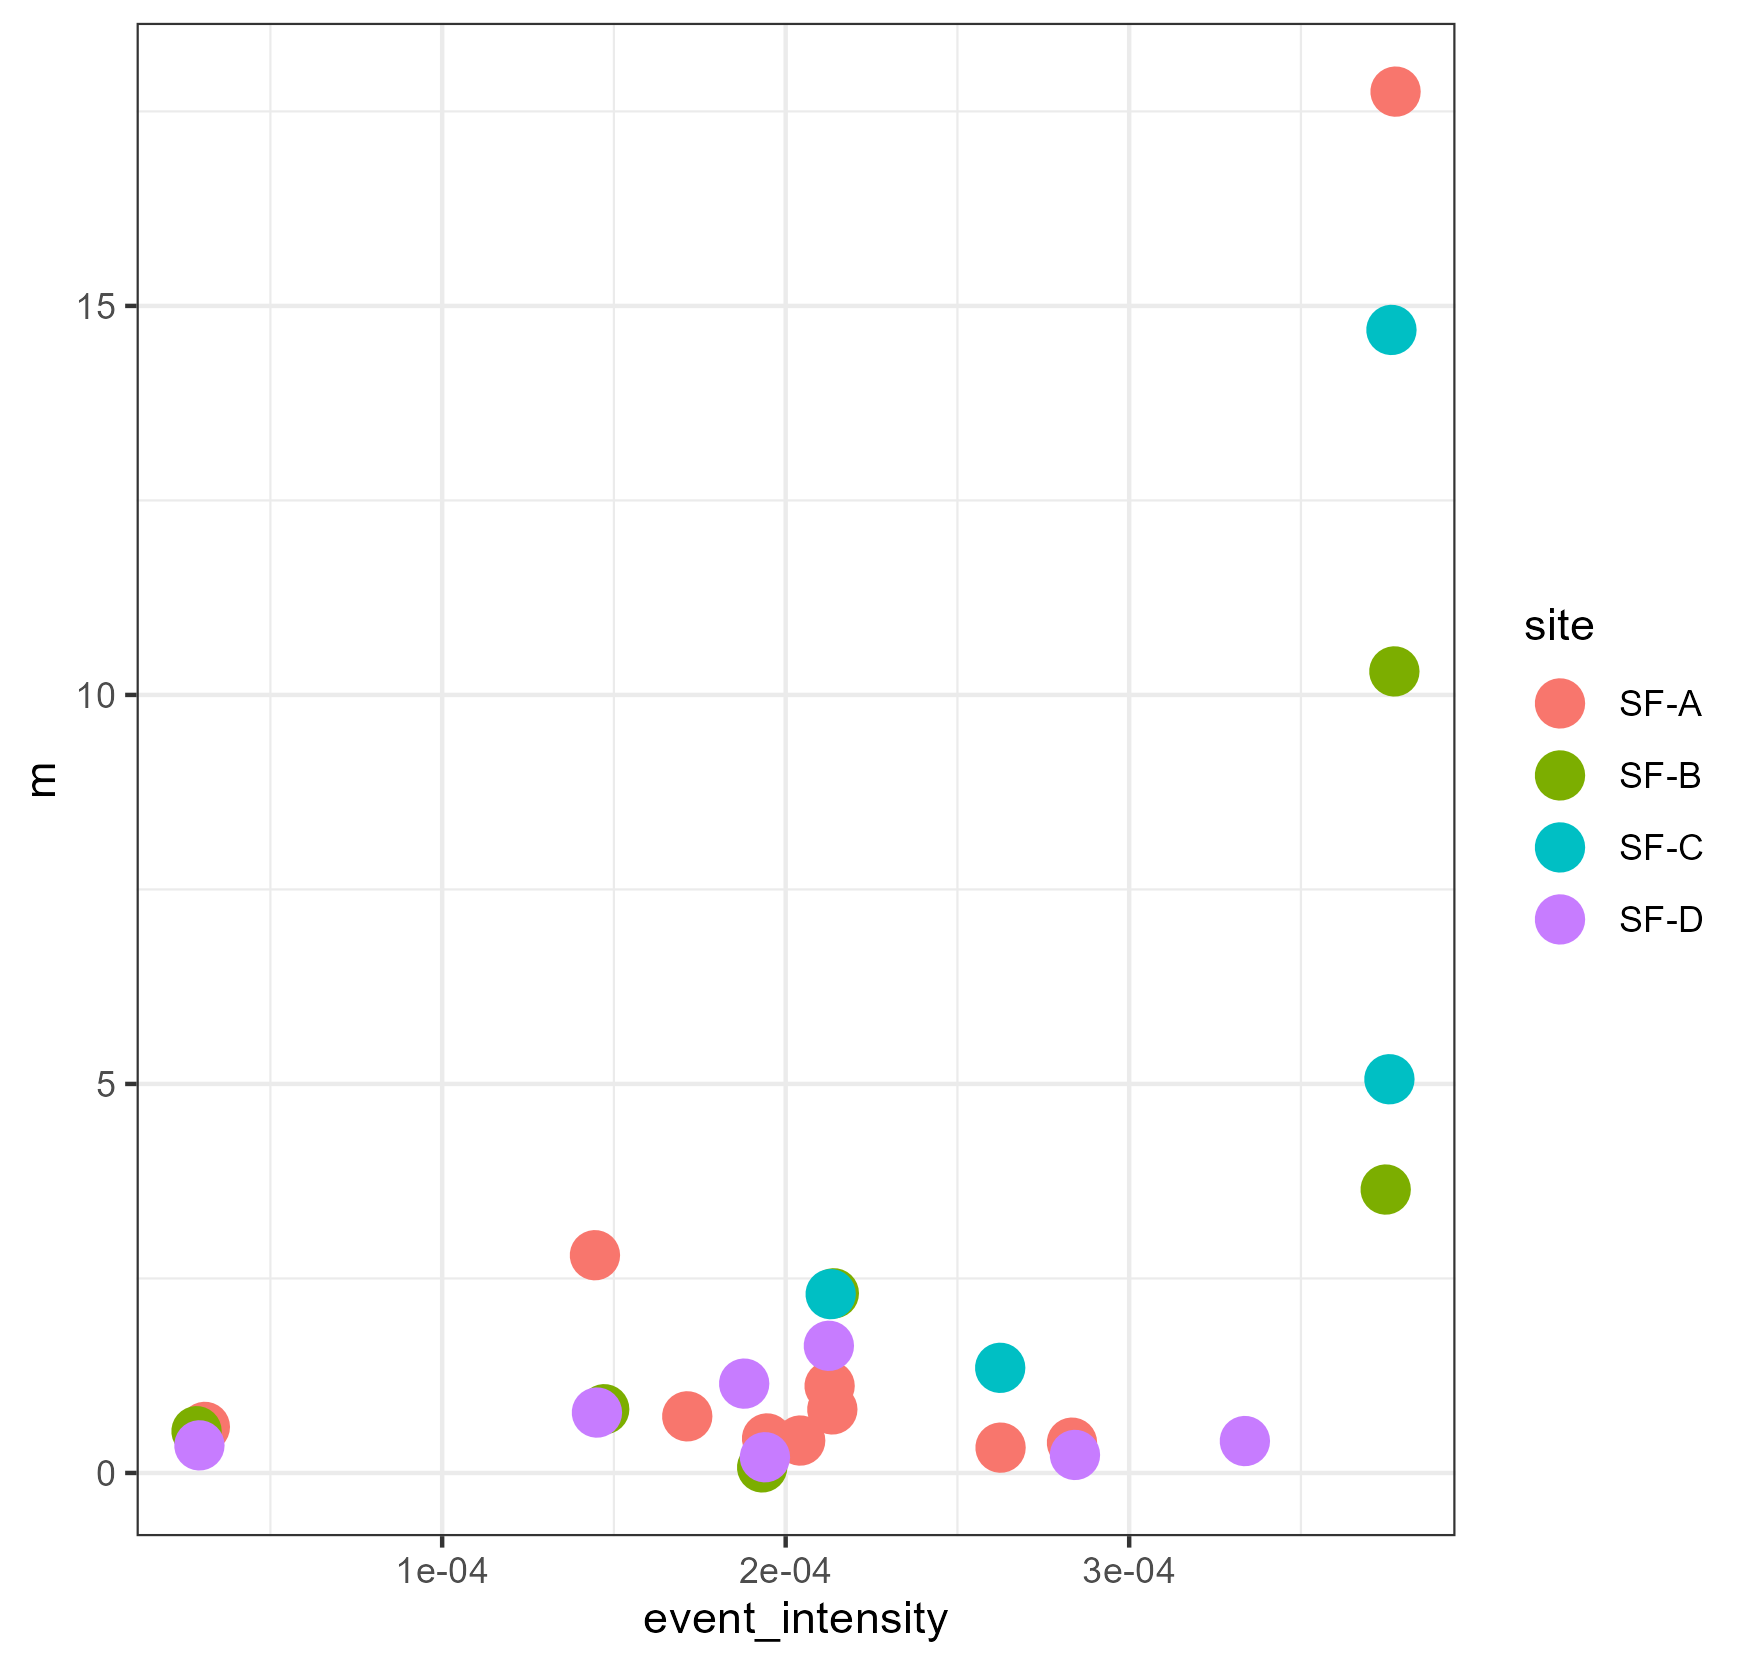 15
10
5
0
m
1e-04
2e-04
3e-04
event_intensity
site
SF-A
SF-B
SF-C
SF-D